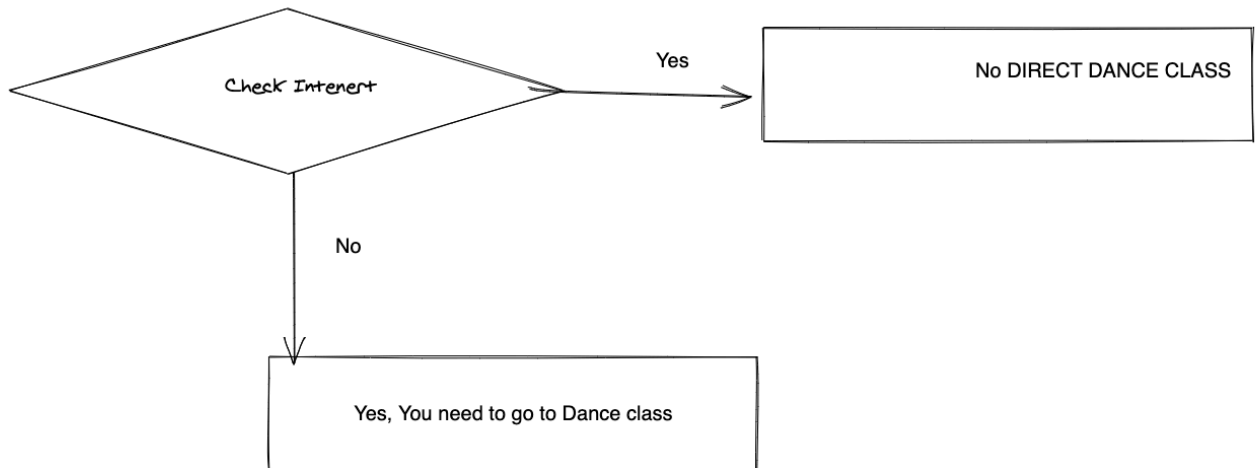 Check Intenert
Yes
No DIRECT DANCE CLASS
No
Yes, You need to go to Dance class